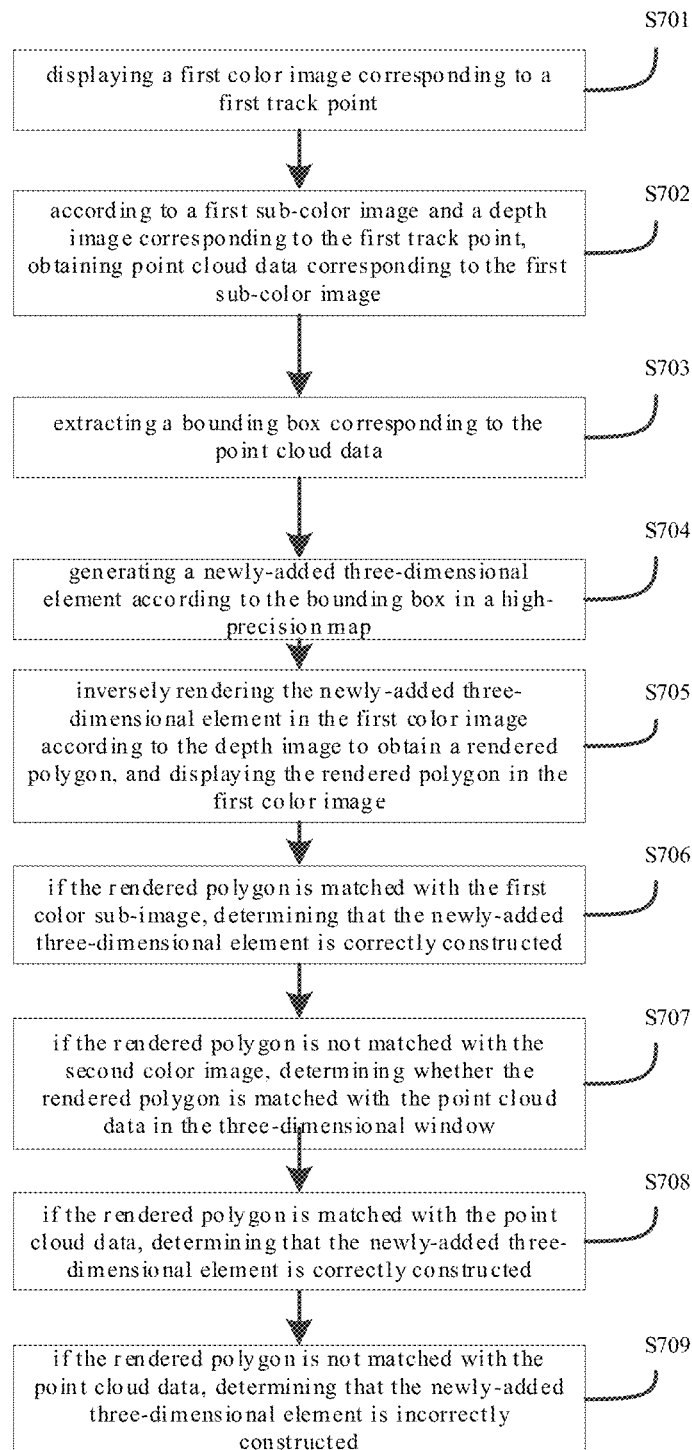 S701
displaying a first color image corresponding to a
first track point
S702
according to a first sub-color image and a depth
image corresponding to the first track point,
obtaining point cloud data corresponding to the first
sub-color image
S703
extracting a bounding box corresponding to the
point cloud data
S704
generating a newly-added three-dimensional
element according to the bounding box in a high-
precision map
S705
inversely rendering the newly-added three-
dimensional element in the first color image
according to the depth image to obtain a rendered
polygon, and displaying the rendered polygon in the
first color image
S706
if the rendered polygon is matched with the first
color sub-image, determining that the newly-added
three-dimensional element is correctly constructed
S707
if the rendered polygon is not matched with the
second color image, determining whether the
rendered polygon is matched with the point cloud
data in the three-dimensional window
S708
if the rendered polygon is matched with the point
cloud data, determining that the newly-added three-
dimensional element is correctly constructed
S709
if the rendered polygon is not matched with the
point cloud data, determining that the newly-added
three-dimensional element is incorrectly
constructed